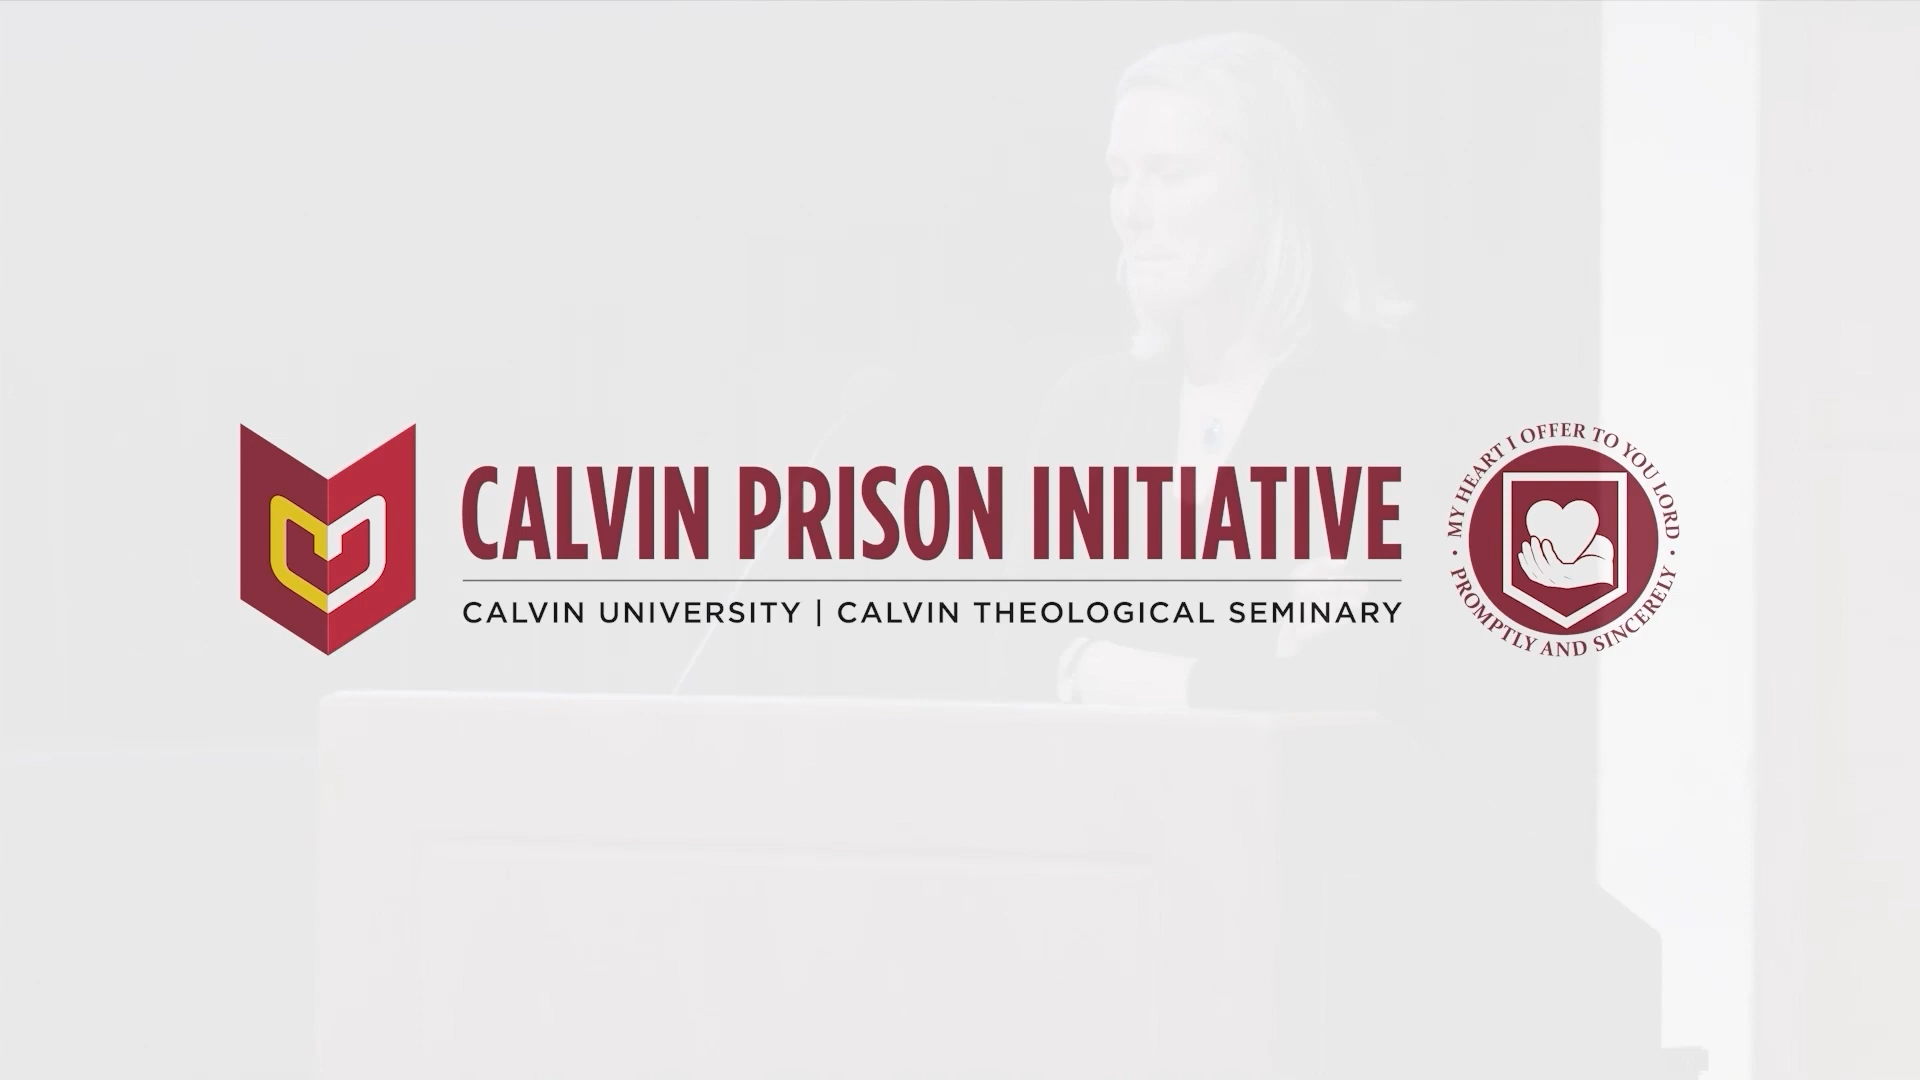 CALVIN PRISON INITIATIVE
CALVIN UNIVERSITY | CALVIN THEOLOGICAL SEMINARY
· MY HEART I OFFER TO YOU LORD ·
PROMPTLY AND SINCERELY